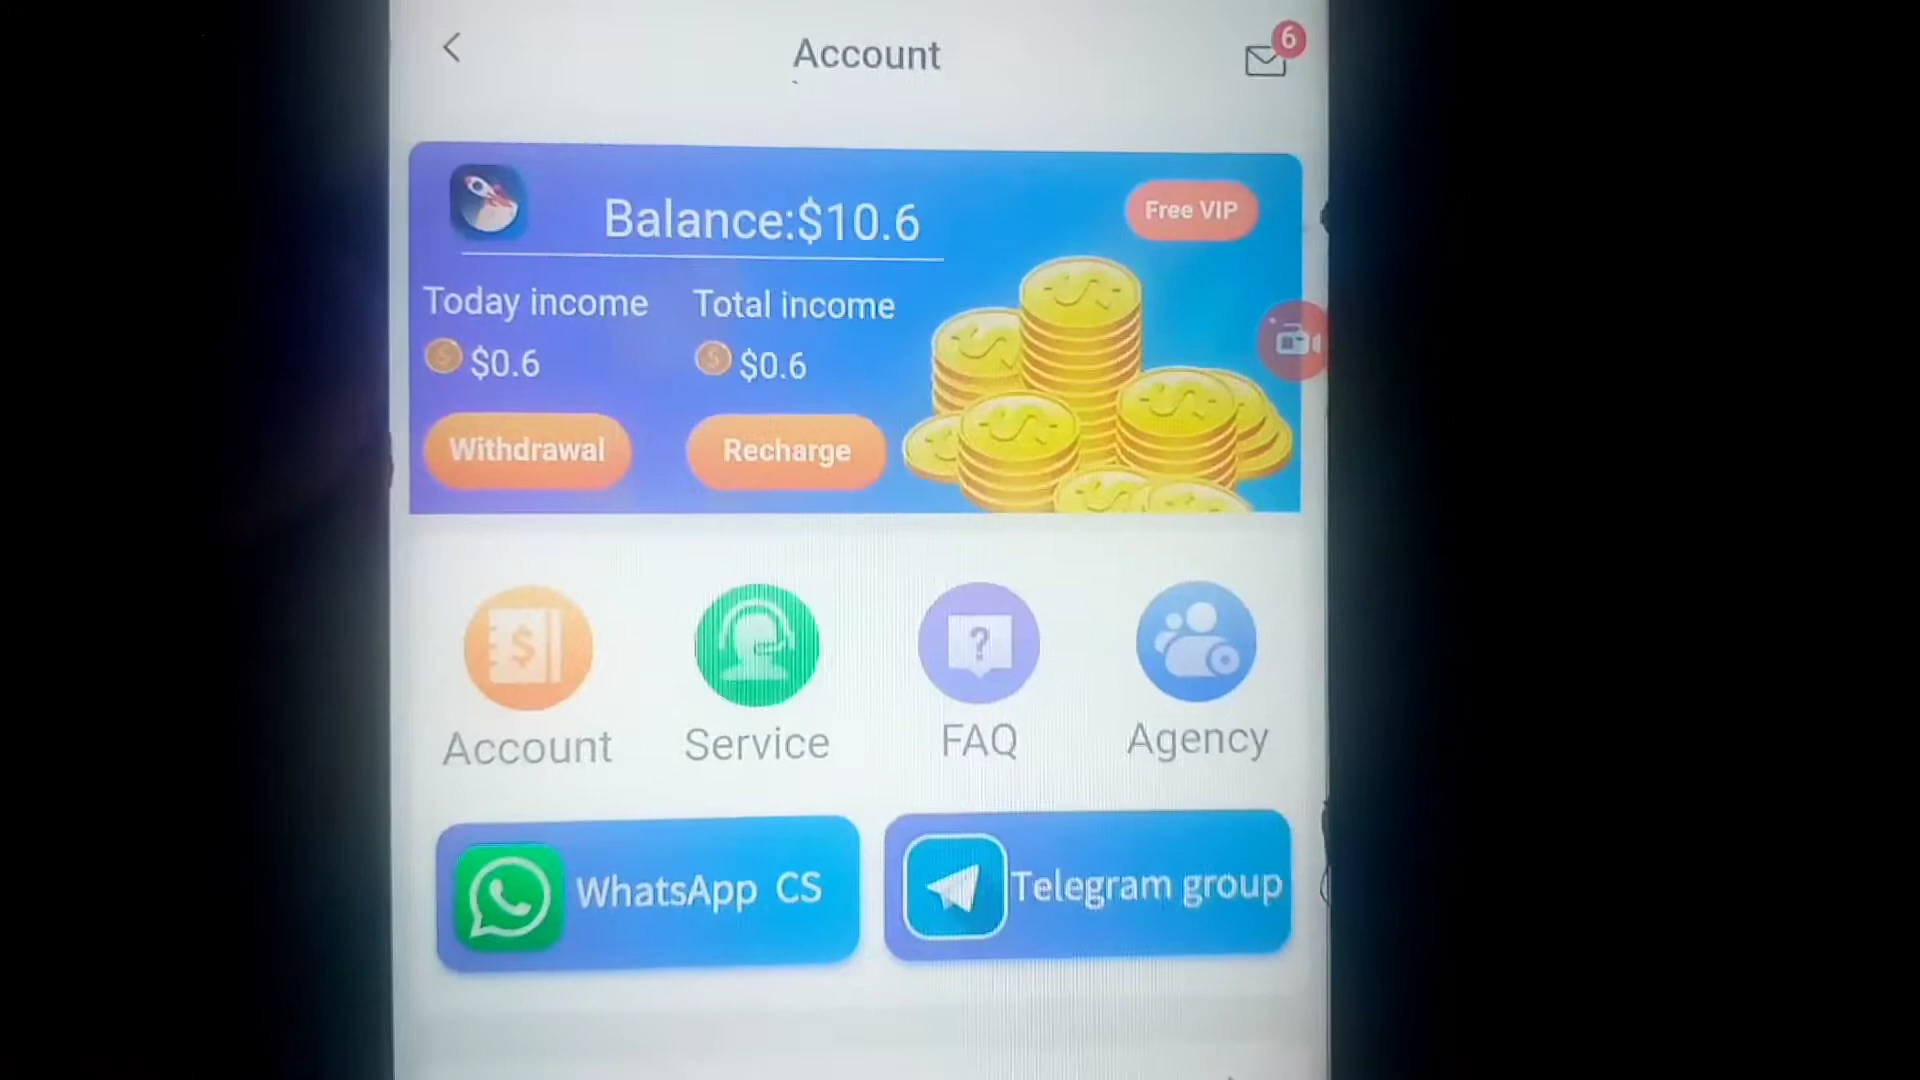 Account
6
Balance:$10.6
Free VIP
Today income
Total income
$0.6
$0.6
Withdrawal
Recharge
Account
Service
FAQ
Agency
WhatsApp CS
Telegram group